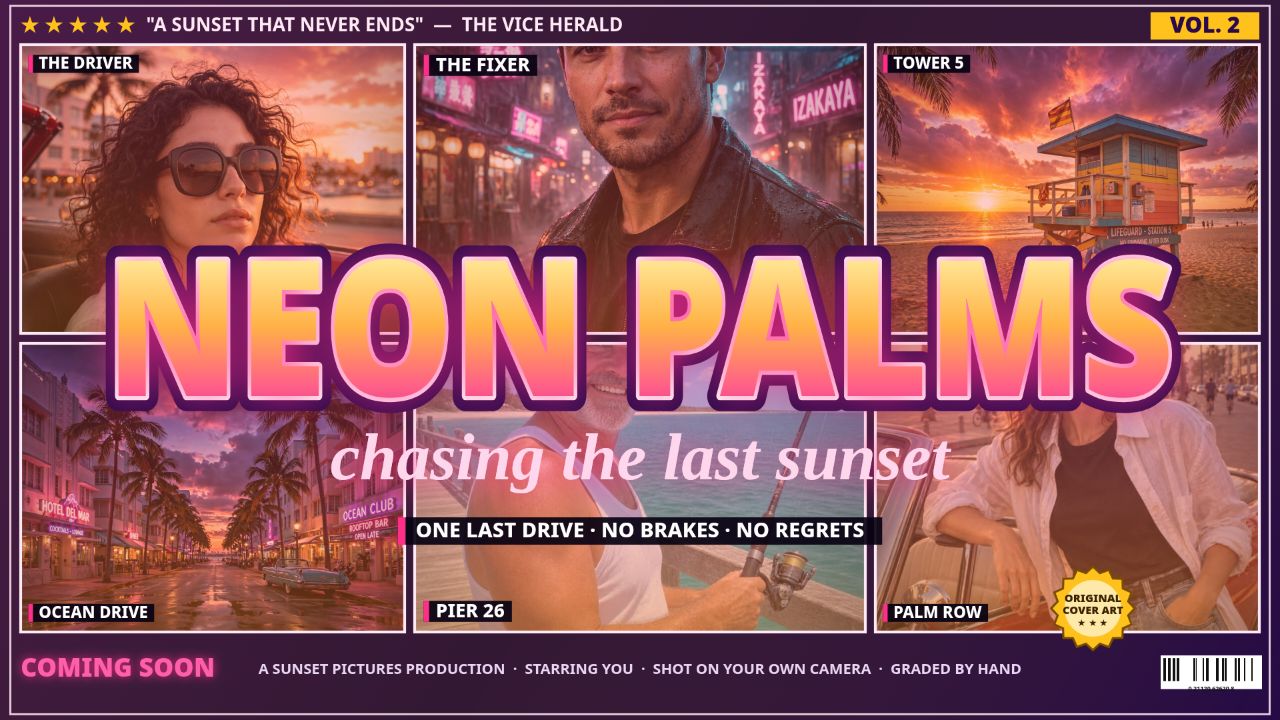 ★★★★★ "A SUNSET THAT NEVER ENDS" — THE VICE HERALD
VOL. 2
THE DRIVER
THE FIXER
IZAKAYA
IZAKAYA
TOWER 5
LIFEGUARD - STATION 5
NEON PALMS
chasing the last sunset
HOTEL DEL MAR
OCEAN CLUB
ROOFTOP BAR
OPEN LATE
ONE LAST DRIVE · NO BRAKES · NO REGRETS
OCEAN DRIVE
PIER 26
PALM ROW
ORIGINAL
COVER ART
★ ★ ★
COMING SOON
A SUNSET PICTURES PRODUCTION · STARRING YOU · SHOT ON YOUR OWN CAMERA · GRADED BY HAND